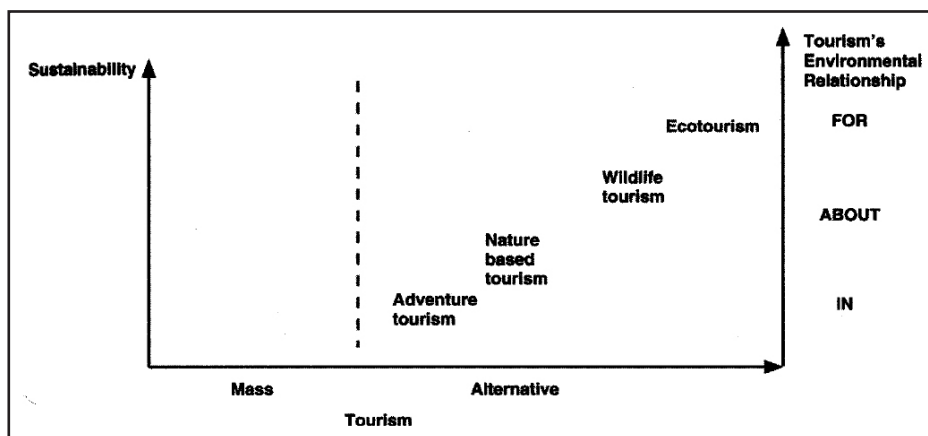 Sustainability
Tourism's
Environmental
Relationship
Ecotourism
FOR
Wildlife
tourism
ABOUT
Nature
based
tourism
Adventure
tourism
IN
Mass
Alternative
Tourism